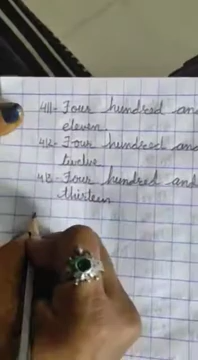 411- Four hundred an
eleven.
412- Four hundred and
twelve
413- Four hundred and
thirteen